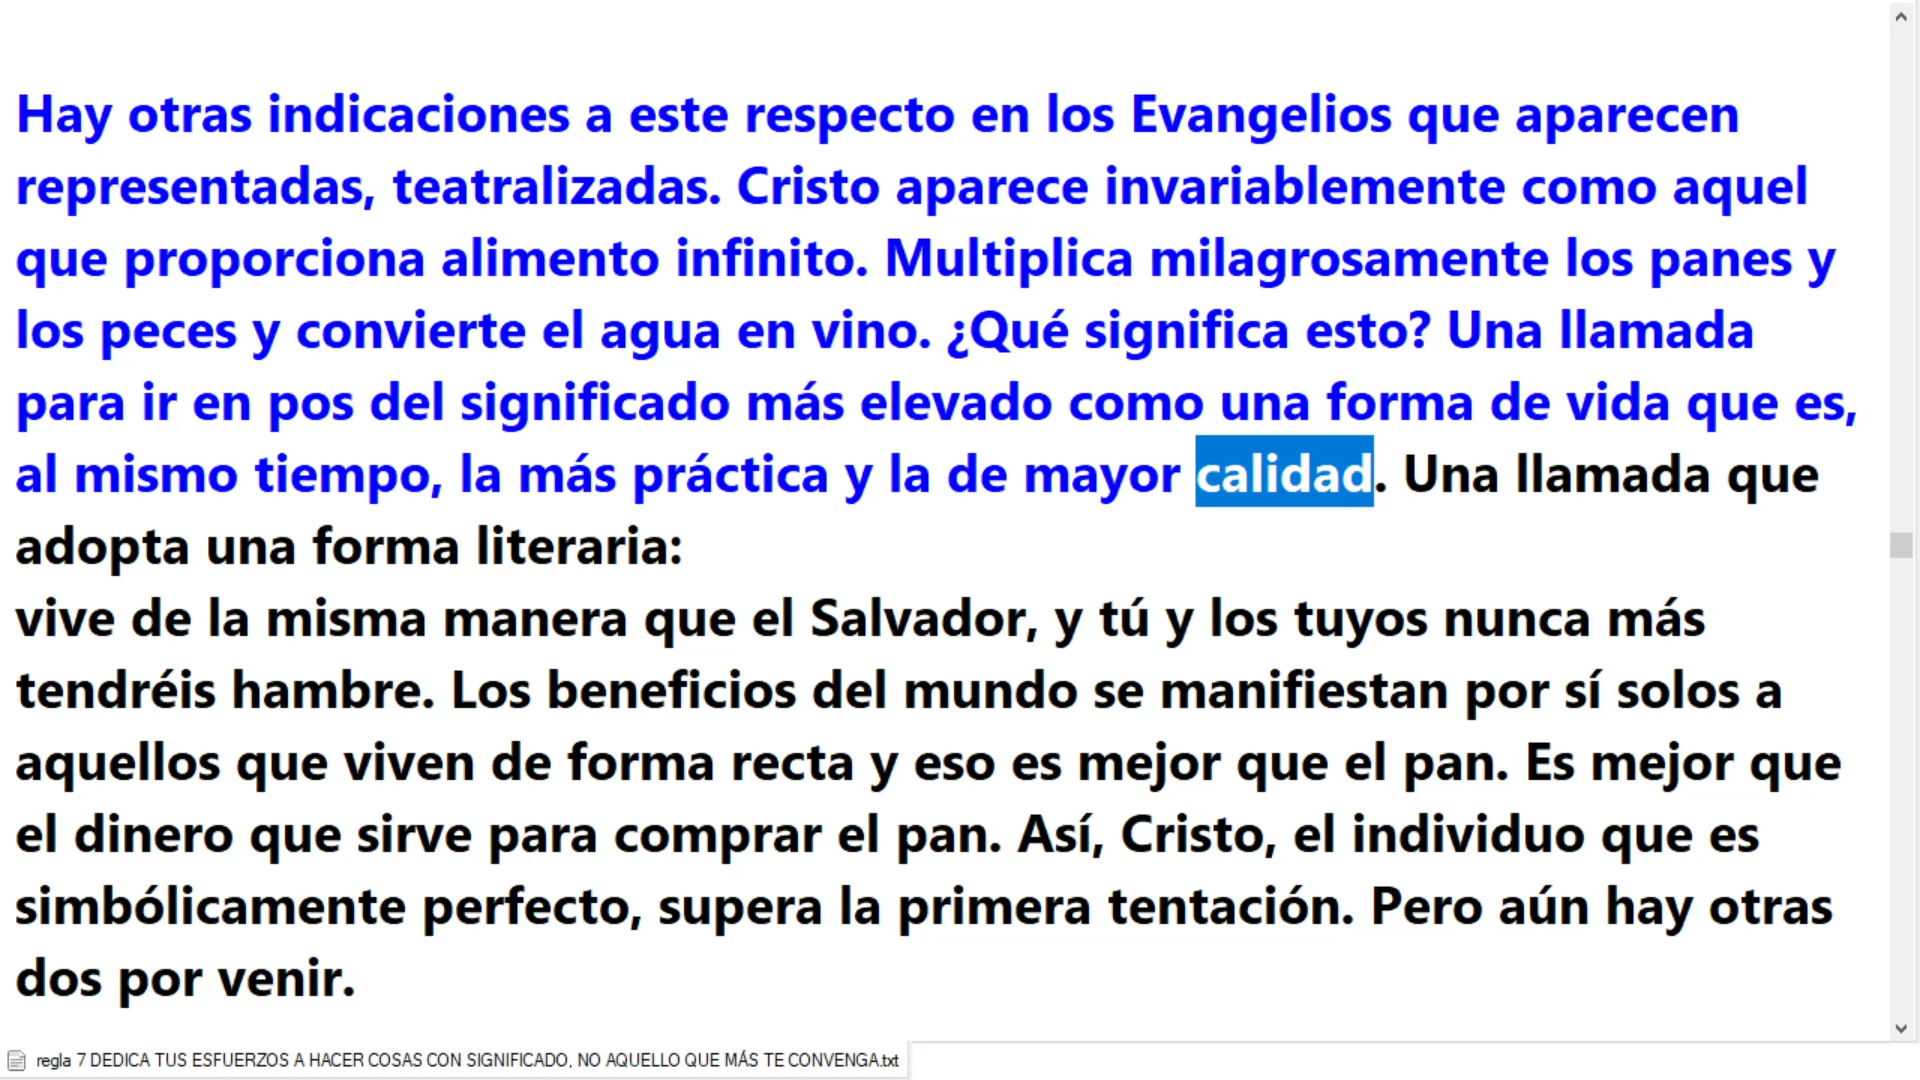 Hay otras indicaciones a este respecto en los Evangelios que aparecen
representadas, teatralizadas. Cristo aparece invariablemente como aquel
que proporciona alimento infinito. Multiplica milagrosamente los panes y
los peces y convierte el agua en vino. ¿Qué significa esto? Una llamada
para ir en pos del significado más elevado como una forma de vida que es,
al mismo tiempo, la más práctica y la de mayor calidad. Una llamada que
adopta una forma literaria:
vive de la misma manera que el Salvador, y tú y los tuyos nunca más
tendréis hambre. Los beneficios del mundo se manifiestan por sí solos a
aquellos que viven de forma recta y eso es mejor que el pan. Es mejor que
el dinero que sirve para comprar el pan. Así, Cristo, el individuo que es
simbólicamente perfecto, supera la primera tentación. Pero aún hay otras
dos por venir.
regla 7 DEDICA TUS ESFUERZOS A HACER COSAS CON SIGNIFICADO, NO AQUELLO QUE MÁS TE CONVENGA.txt